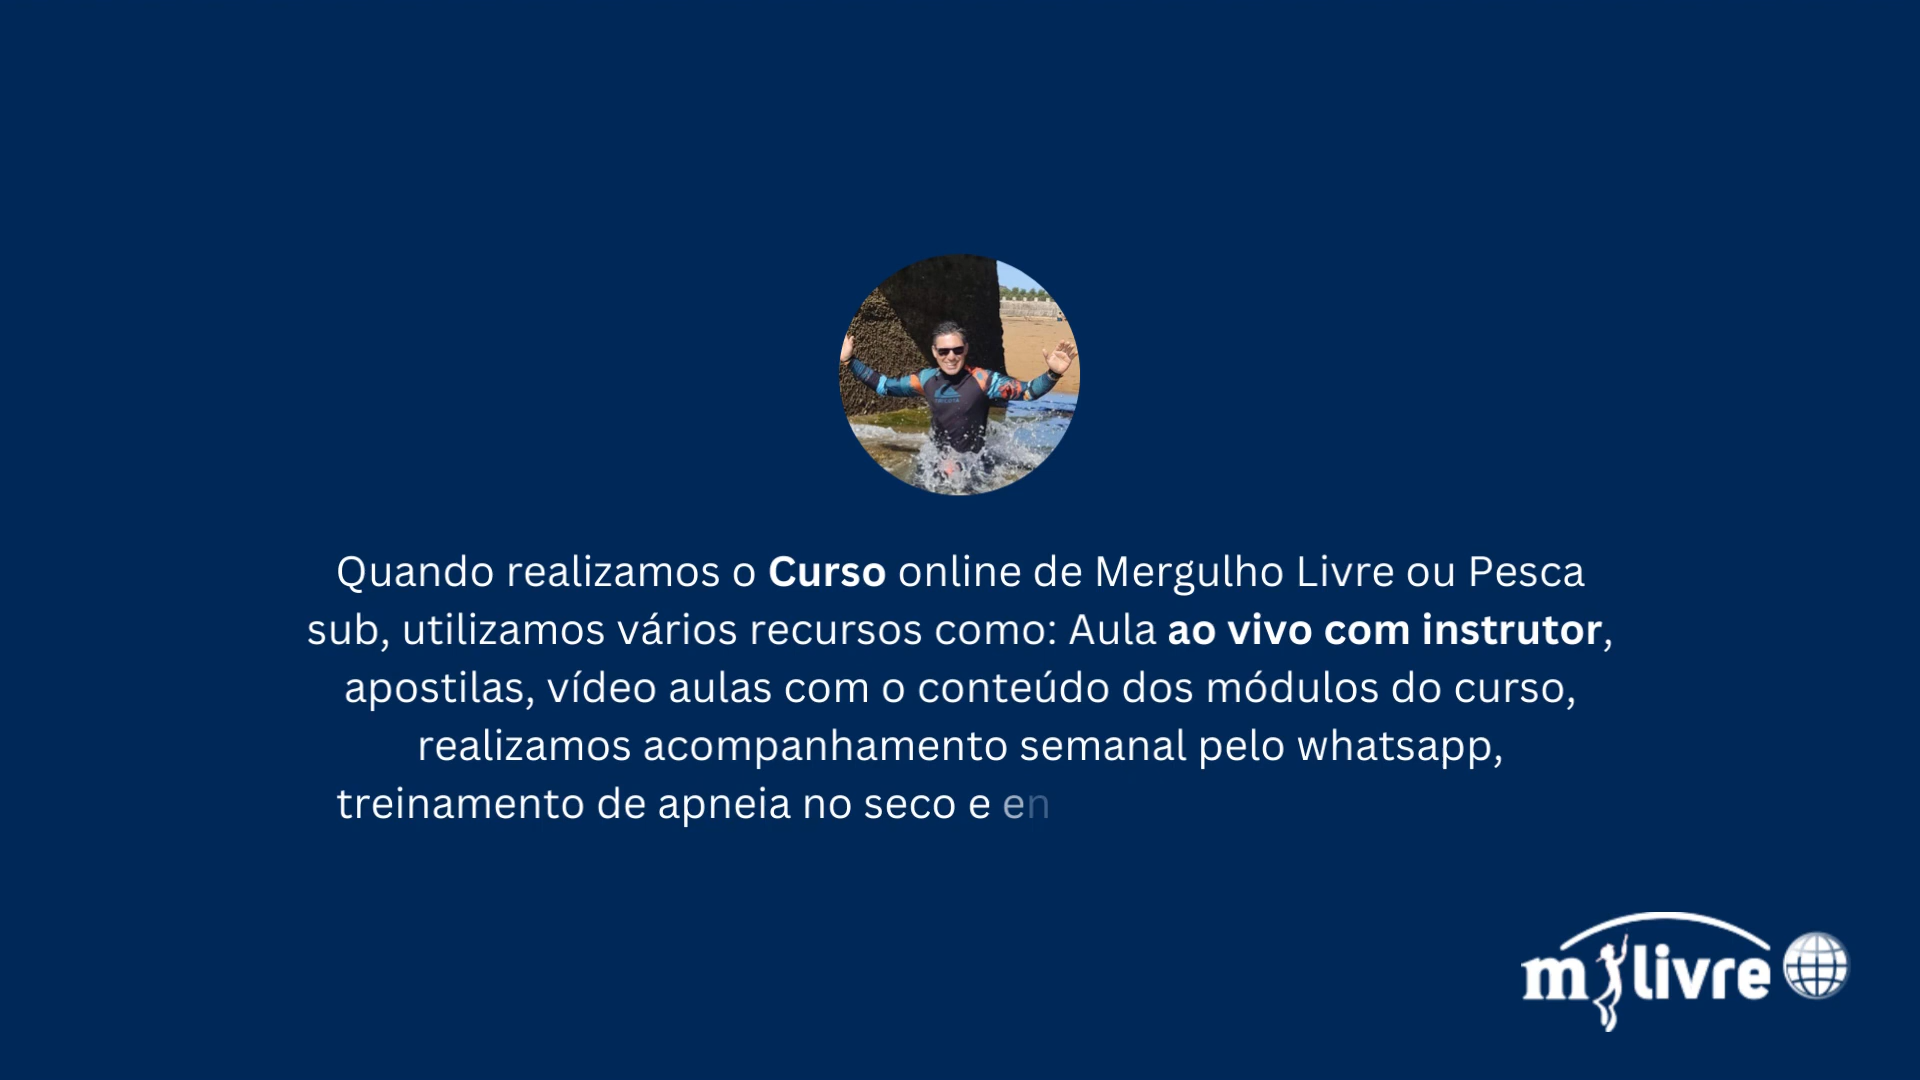 Quando realizamos o Curso online de Mergulho Livre ou Pesca
sub, utilizamos vários recursos como: Aula ao vivo com instrutor,
apostilas, vídeo aulas com o conteúdo dos módulos do curso,
realizamos acompanhamento semanal pelo whatsapp,
treinamento de apneia no seco e en
m livre